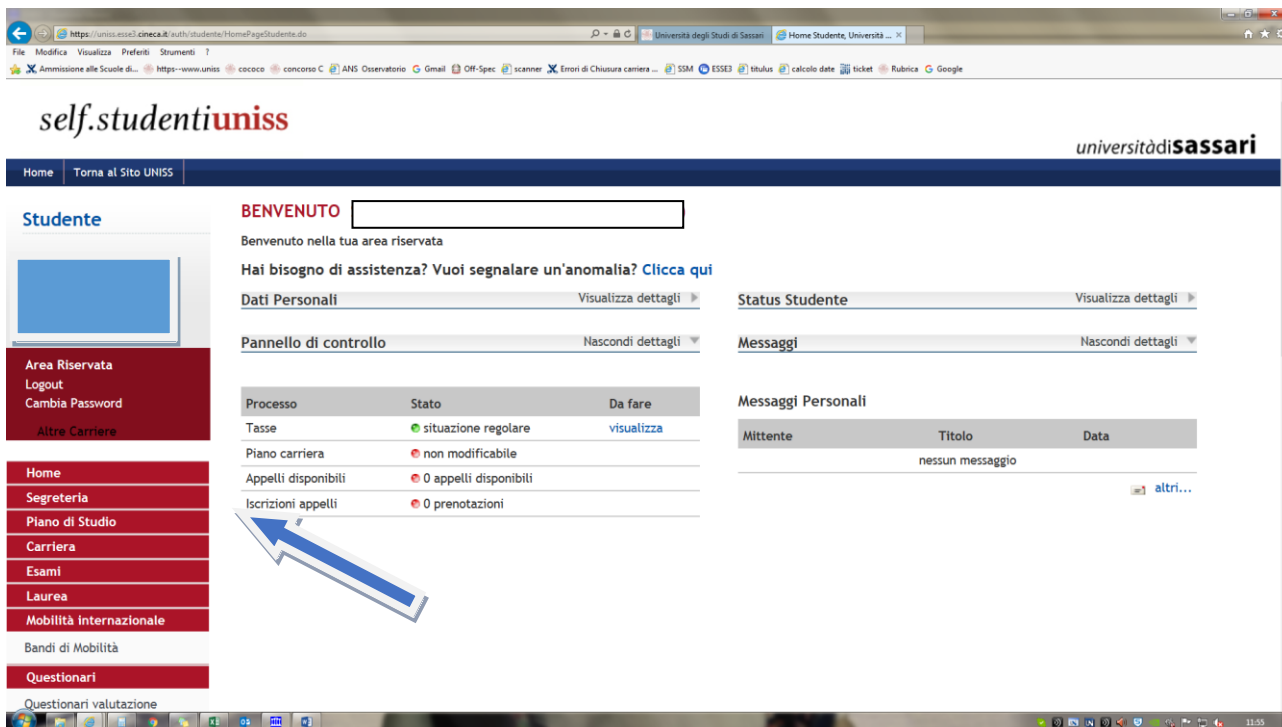 https://uniss.esse3.cineca.it/auth/studente/HomePageStudente.do
Università degli Studi di Sassari
Home Studente, Università ... ×
File Modifica Visualizza Preferiti Strumenti ?
Ammissione alle Scuole di... https--www.uniss cococo concorso C ANS Osservatorio G Gmail Off-Spec scanner Errori di Chiusura carriera ... SSM ESSE3 titulus calcolo date ticket Rubrica G Google
self.studentiuniss
universitàdisassari
Home Torna al Sito UNISS
Studente
Area Riservata
Logout
Cambia Password
Altre Carriere
Home
Segreteria
Piano di Studio
Carriera
Esami
Laurea
Mobilità internazionale
Bandi di Mobilità
Questionari
Questionari valutazione
BENVENUTO
Benvenuto nella tua area riservata
Hai bisogno di assistenza? Vuoi segnalare un'anomalia? Clicca qui
Dati Personali Visualizza dettagli
Pannello di controllo Nascondi dettagli
Processo Stato Da fare
Tasse situazione regolare visualizza
Piano carriera non modificabile
Appelli disponibili 0 appelli disponibili
Iscrizioni appelli 0 prenotazioni
Status Studente Visualizza dettagli
Messaggi Nascondi dettagli
Messaggi Personali
Mittente Titolo Data
nessun messaggio
altri...
11:55